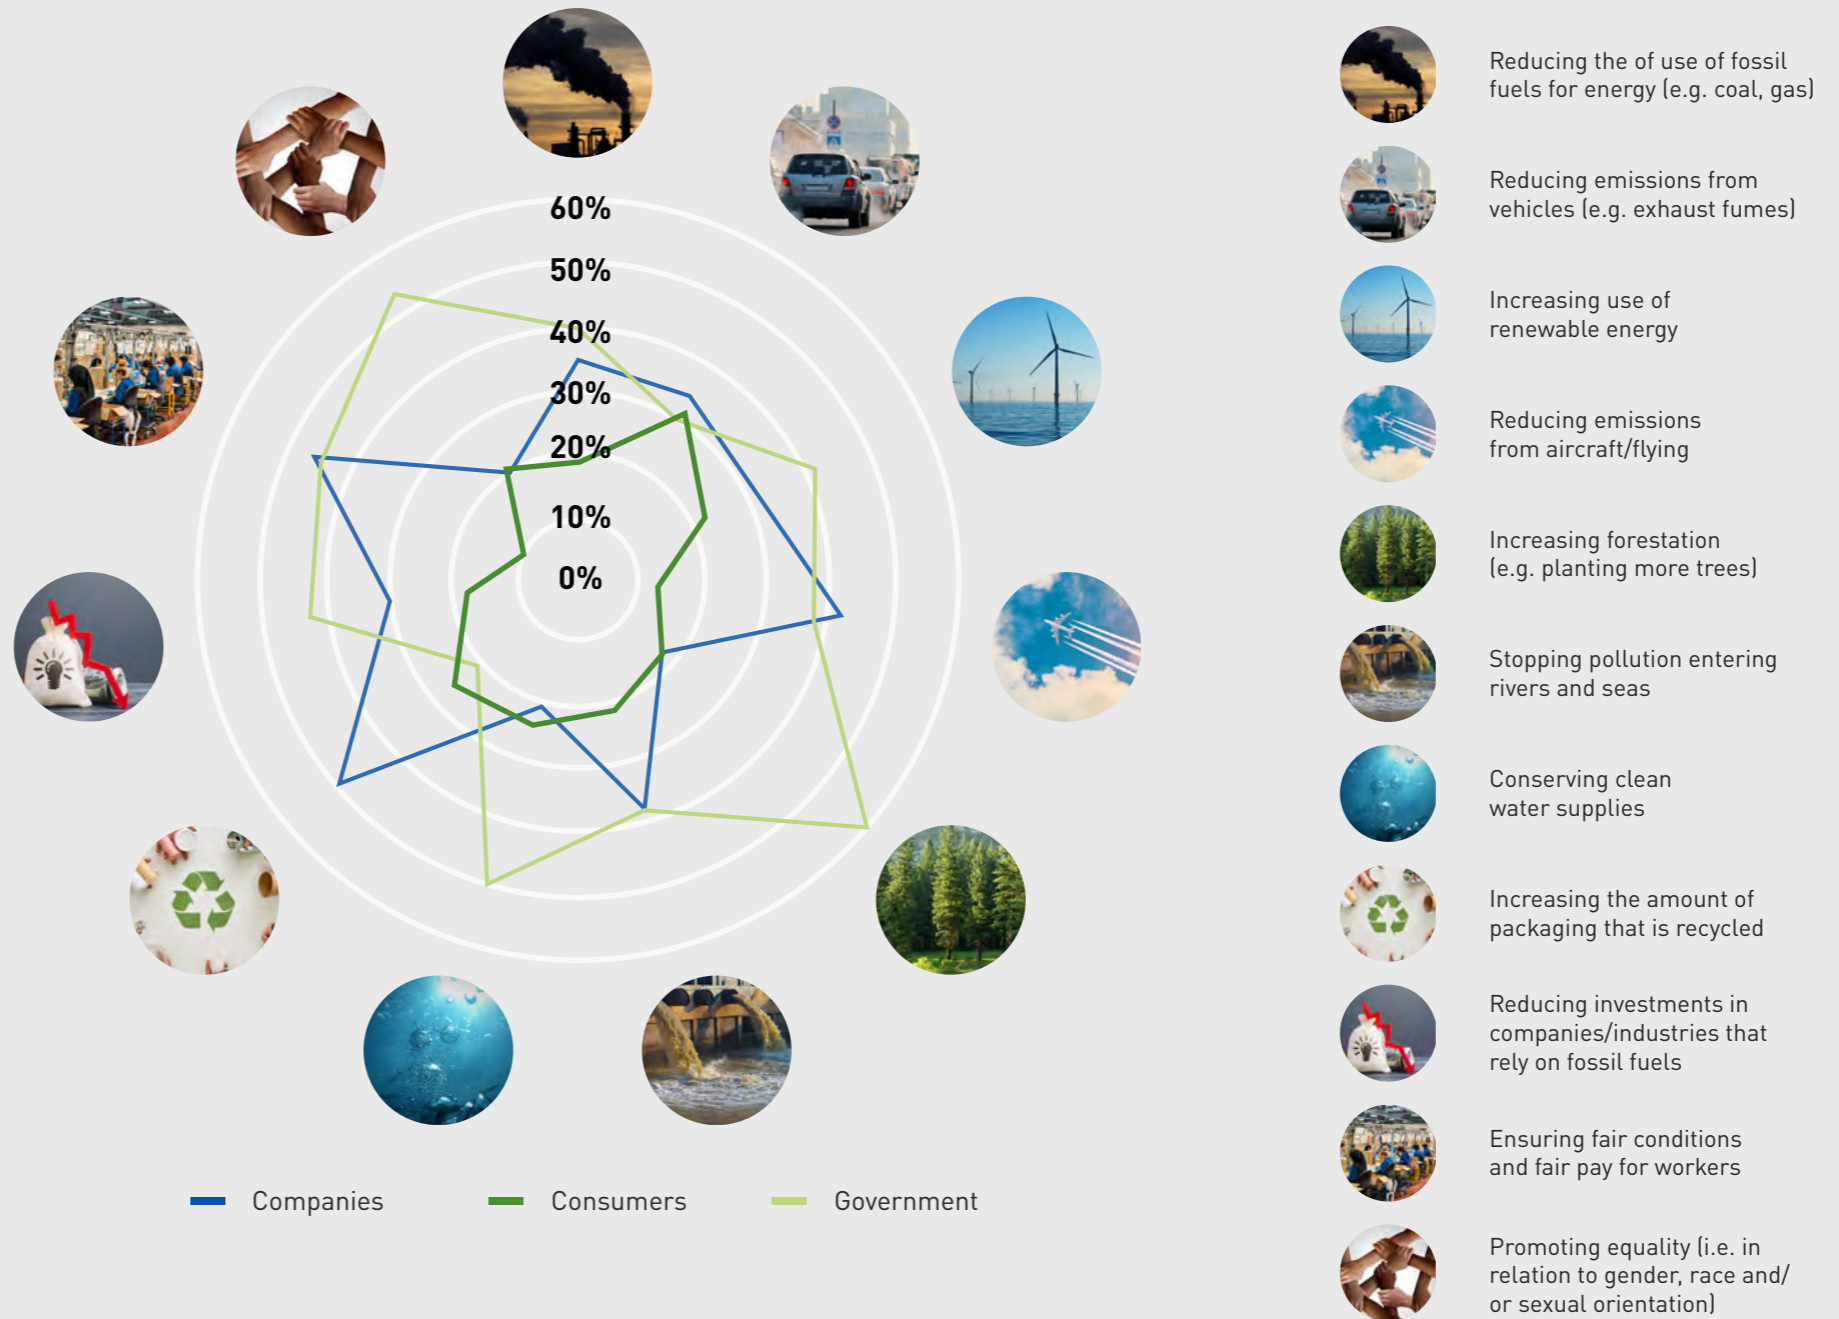 60%
50%
40%
30%
20%
10%
0%
Companies
Consumers
Government
Reducing the of use of fossil
fuels for energy (e.g. coal, gas)
Reducing emissions from
vehicles (e.g. exhaust fumes)
Increasing use of
renewable energy
Reducing emissions
from aircraft/flying
Increasing forestation
(e.g. planting more trees)
Stopping pollution entering
rivers and seas
Conserving clean
water supplies
Increasing the amount of
packaging that is recycled
Reducing investments in
companies/industries that
rely on fossil fuels
Ensuring fair conditions
and fair pay for workers
Promoting equality (i.e. in
relation to gender, race and/
or sexual orientation)